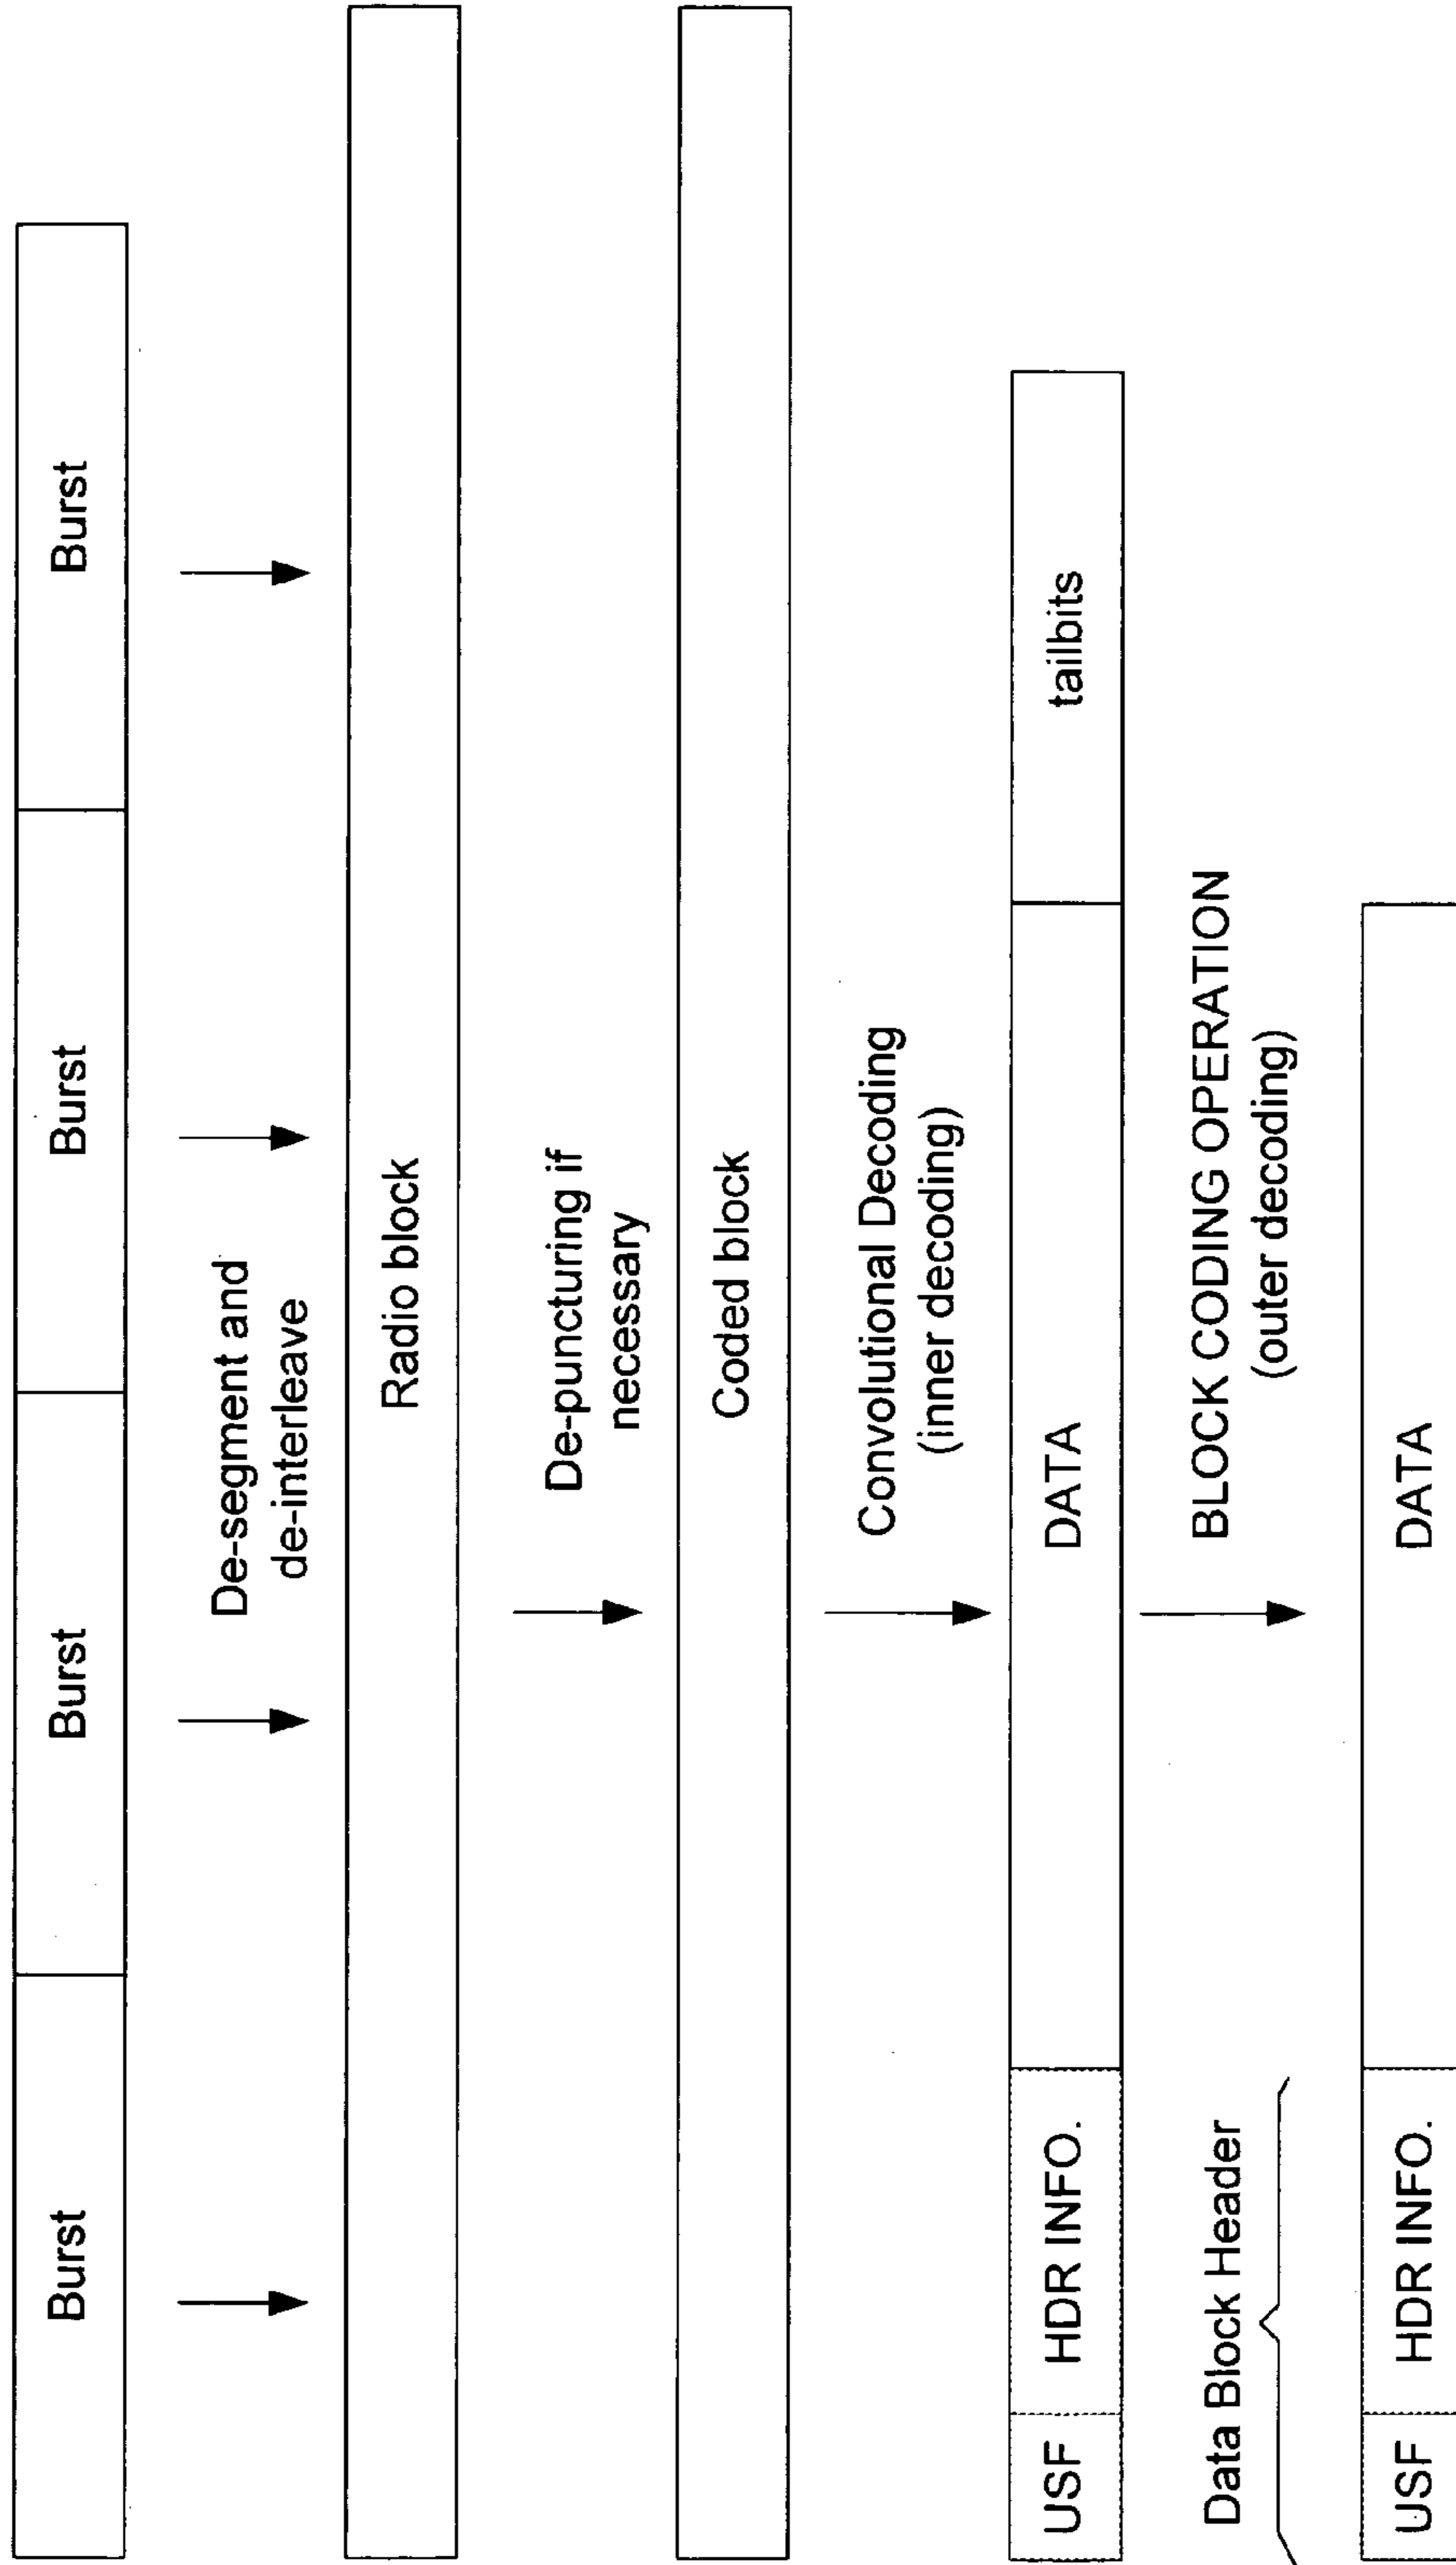 Burst Burst Burst Burst
De-segment and
de-interleave
Radio block
De-puncturing if
necessary
Coded block
Convolutional Decoding
(inner decoding)
USF HDR INFO. DATA tailbits
Data Block Header
BLOCK CODING OPERATION
(outer decoding)
USF HDR INFO. DATA